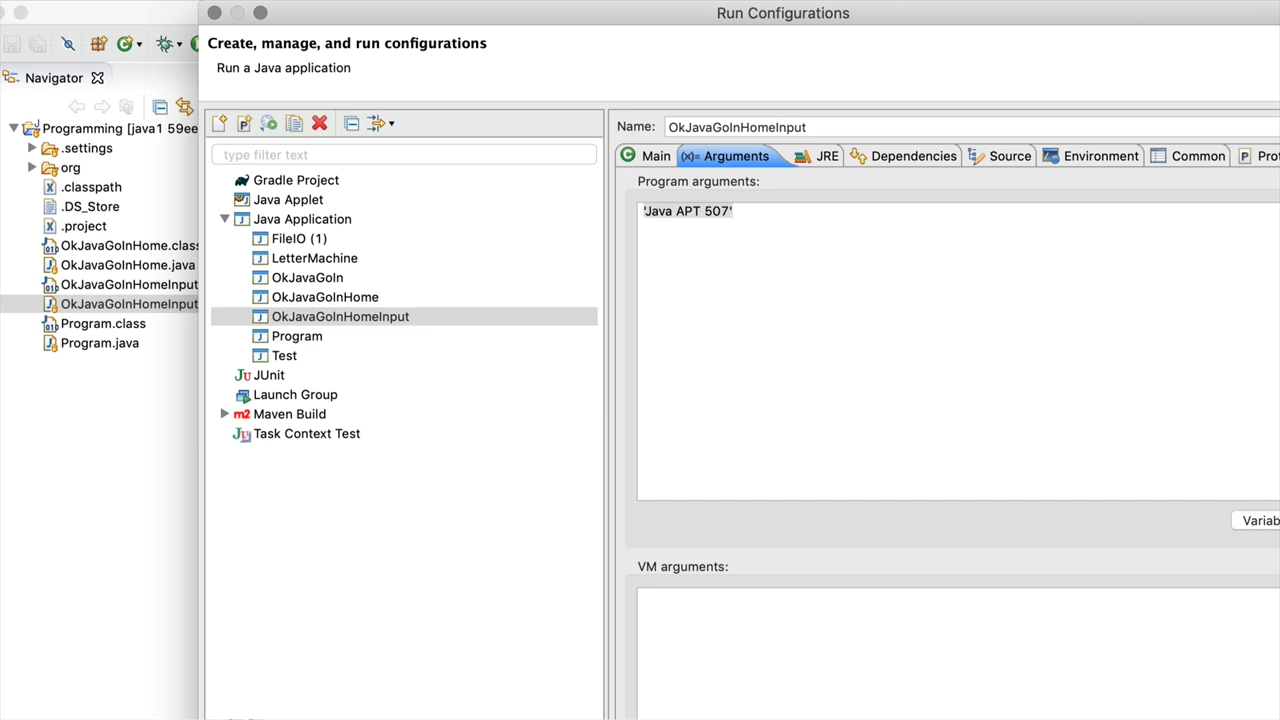 Run Configurations
Create, manage, and run configurations
Run a Java application
Navigator
Programming [java1 59ee
.settings
org
.classpath
.DS_Store
.project
OkJavaGoInHome.clas
OkJavaGoInHome.java
OkJavaGoInHomeInput
OkJavaGoInHomeInput
Program.class
Program.java
type filter text
Gradle Project
Java Applet
Java Application
FileIO (1)
LetterMachine
OkJavaGoIn
OkJavaGoInHome
OkJavaGoInHomeInput
Program
Test
JUnit
Launch Group
Maven Build
Task Context Test
Name: OkJavaGoInHomeInput
Main (x)= Arguments JRE Dependencies Source Environment Common Prot
Program arguments:
'Java APT 507'
Variab
VM arguments: